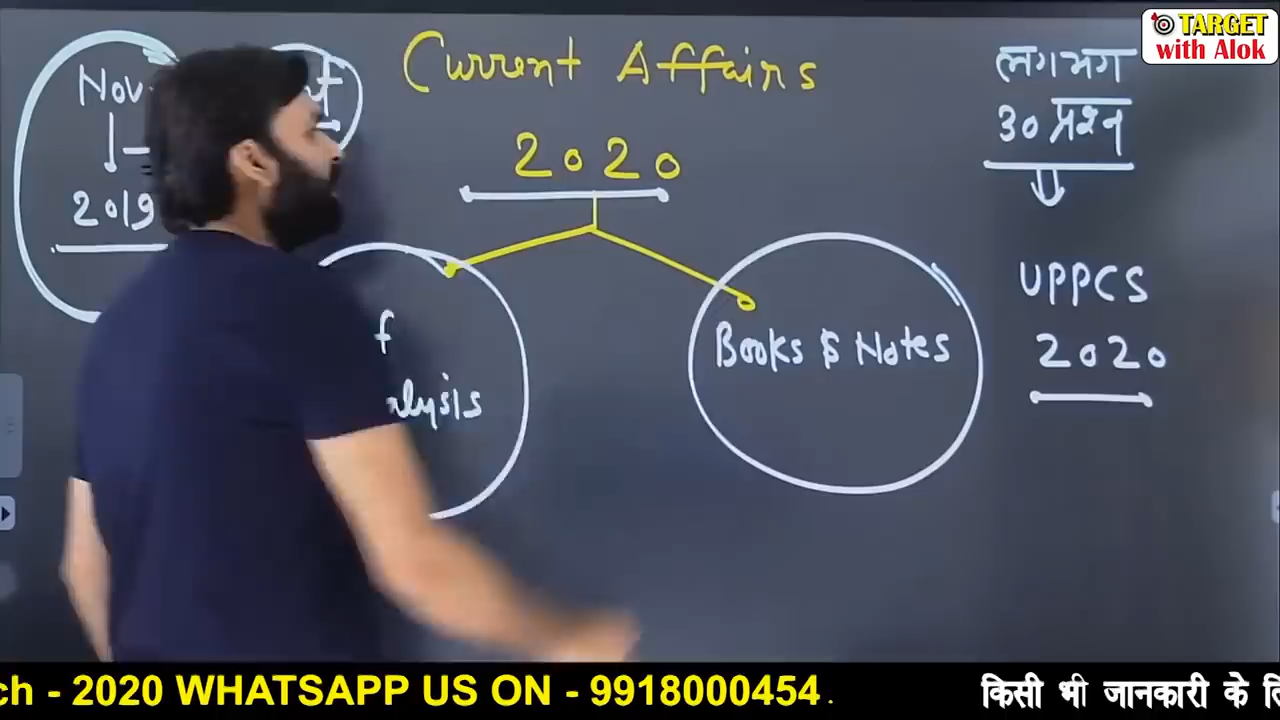 TARGET
with Alok
Current Affairs
2020
Nov
2019
लगभग
30 प्रश्न
UPPCS
2020
Books & Notes
ch - 2020 WHATSAPP US ON - 9918000454.
किसी भी जानकारी के